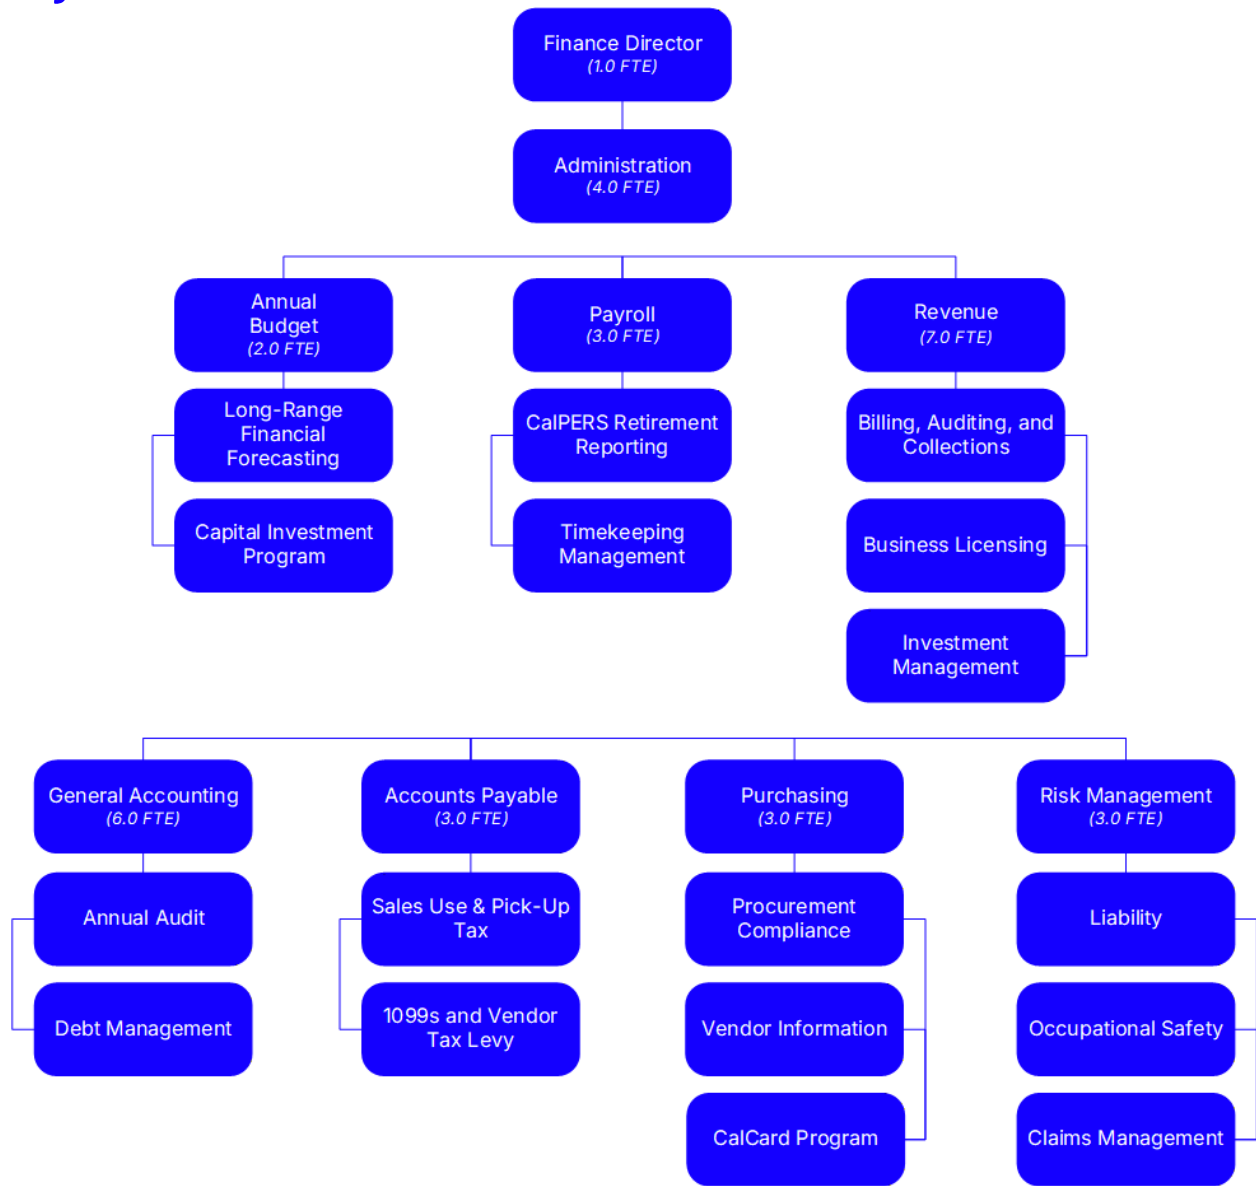 Finance Director
(1.0 FTE)
Administration
(4.0 FTE)
Annual
Budget
(2.0 FTE)
Payroll
(3.0 FTE)
Revenue
(7.0 FTE)
Long-Range
Financial
Forecasting
CalPERS Retirement
Reporting
Billing, Auditing, and
Collections
Capital Investment
Program
Timekeeping
Management
Business Licensing
Investment
Management
General Accounting
(6.0 FTE)
Accounts Payable
(3.0 FTE)
Purchasing
(3.0 FTE)
Risk Management
(3.0 FTE)
Annual Audit
Sales Use & Pick-Up
Tax
Procurement
Compliance
Liability
Debt Management
1099s and Vendor
Tax Levy
Vendor Information
Occupational Safety
CalCard Program
Claims Management